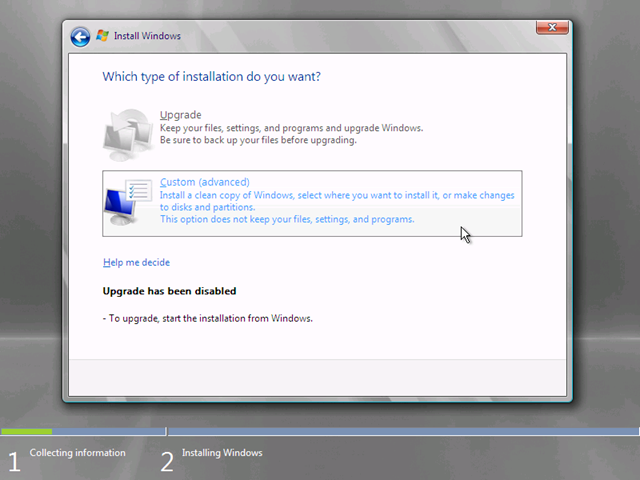 Install Windows
Which type of installation do you want?
Upgrade
Keep your files, settings, and programs and upgrade Windows.
Be sure to back up your files before upgrading.
Custom (advanced)
Install a clean copy of Windows, select where you want to install it, or make changes
to disks and partitions.
This option does not keep your files, settings, and programs.
Help me decide
Upgrade has been disabled
- To upgrade, start the installation from Windows.
1 Collecting information 2 Installing Windows